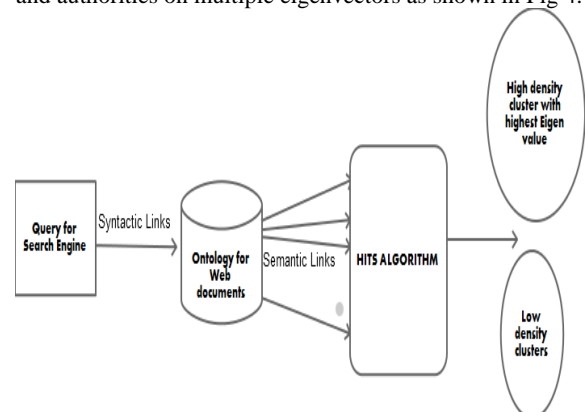 and authorities on multiple eigenvectors as shown in Fig 4.
High density
cluster with
highest Eigen
value
Query for
Search Engine
Syntactic Links
Ontology for
Web
documents
Semantic Links
HITS ALGORITHM
Low
density
clusters